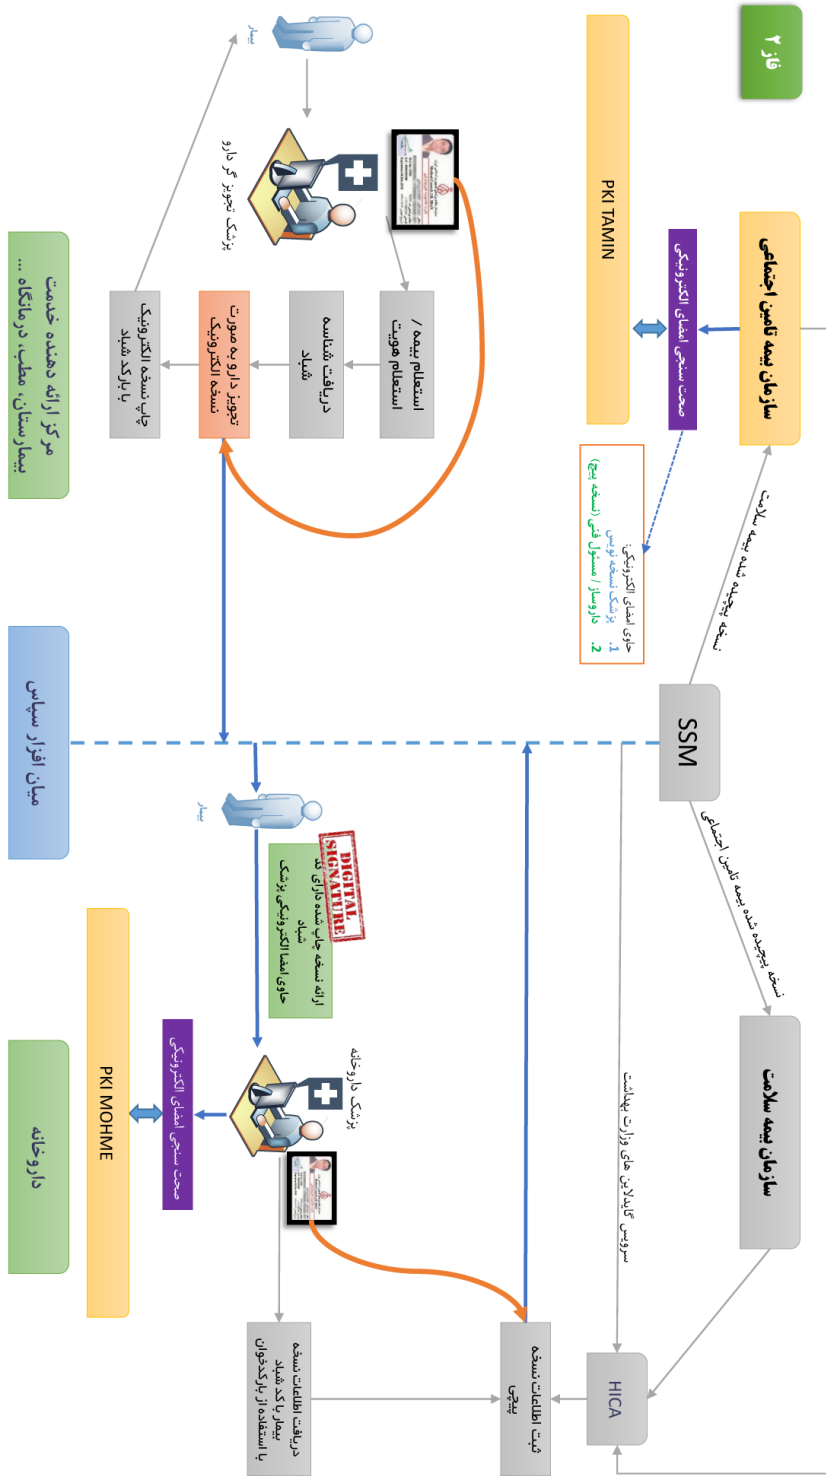 فاز ۲
سازمان بیمه تامین اجتماعی
سازمان بیمه سلامت
SSM
HICA
نسخه پیچیده شده بیمه سلامت
نسخه پیچیده شده بیمه تامین اجتماعی
سرویس گایدلاین های وزارت بهداشت
صحت سنجی امضای الکترونیکی
PKI TAMIN
حاوی امضای الکترونیکی:
1. پزشک نسخه نویس
2. داروساز / مسئول فنی (نسخه پیچ)
بیمار
پزشک تجویز گر دارو
استعلام بیمه /
استعلام هویت
دریافت شناسه
شباد
تجویز دارو به صورت
نسخه الکترونیک
چاپ نسخه الکترونیک
با بارکد شباد
بیمار
DIGITAL
SIGNATURE
ارائه نسخه چاپ شده دارای کد
شباد
حاوی امضا الکترونیکی پزشک
پزشک داروخانه
صحت سنجی امضای الکترونیکی
PKI MOHME
ثبت اطلاعات نسخه
پیچی
دریافت اطلاعات نسخه
بیمار با کد شباد
با استفاده از بارکدخوان
مرکز ارائه دهنده خدمت
بیمارستان، مطب، درمانگاه ...
میان افزار سپاس
داروخانه